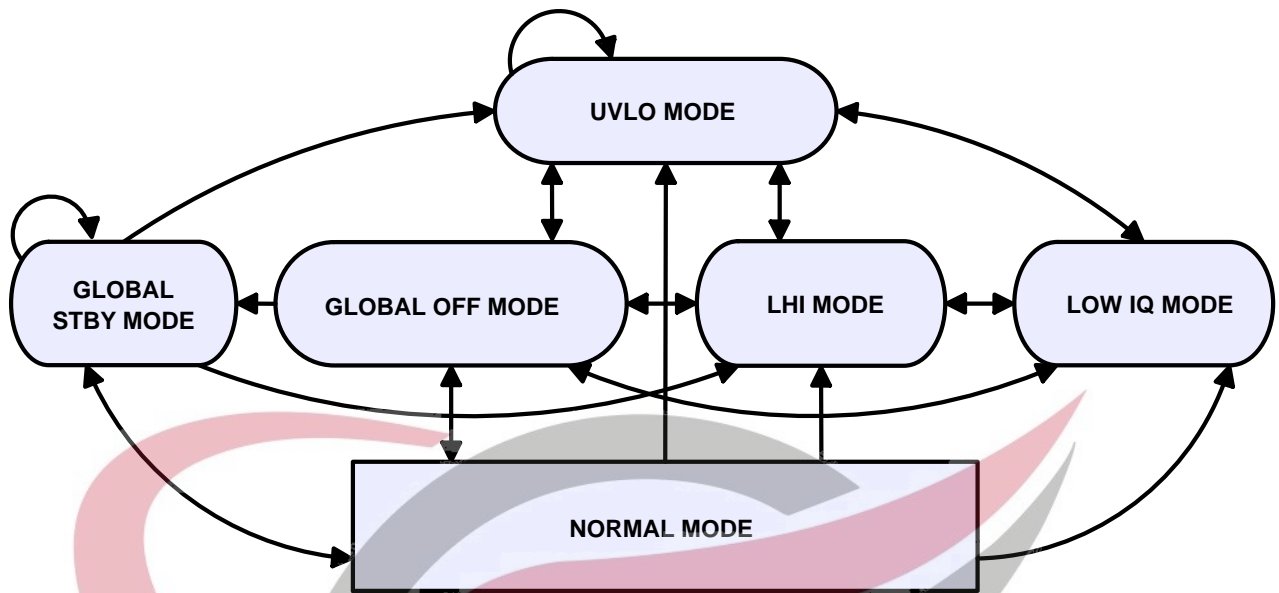 UVLO MODE
GLOBAL
STBY MODE
GLOBAL OFF MODE
LHI MODE
LOW IQ MODE
NORMAL MODE